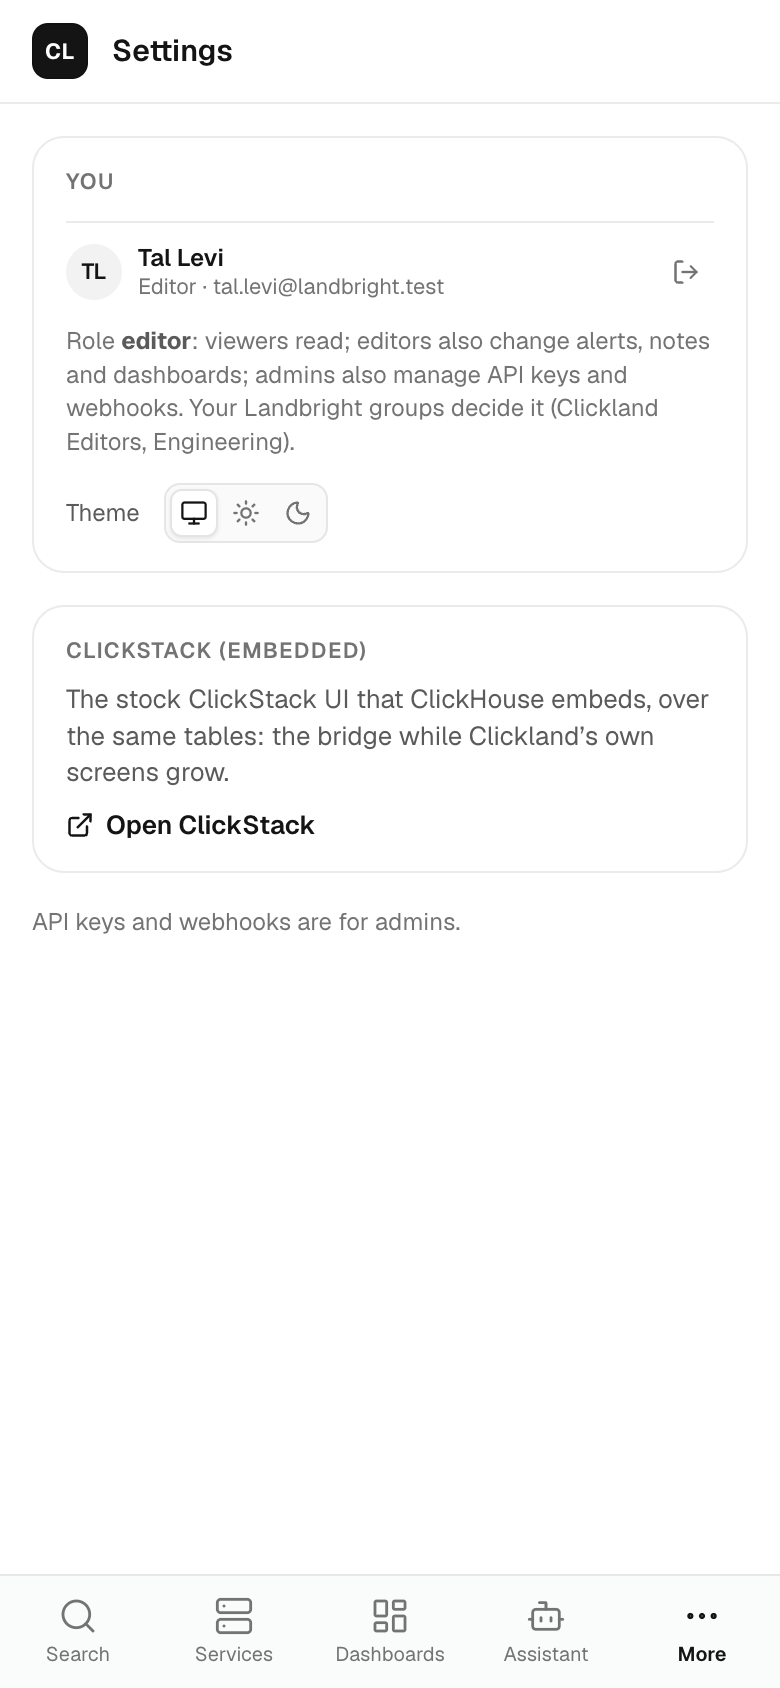 CL
Settings
YOU
TL
Tal Levi
Editor · tal.levi@landbright.test
Role editor: viewers read; editors also change alerts, notes
and dashboards; admins also manage API keys and
webhooks. Your Landbright groups decide it (Clickland
Editors, Engineering).
Theme
CLICKSTACK (EMBEDDED)
The stock ClickStack UI that ClickHouse embeds, over
the same tables: the bridge while Clickland’s own
screens grow.
Open ClickStack
API keys and webhooks are for admins.
Search
Services
Dashboards
Assistant
More